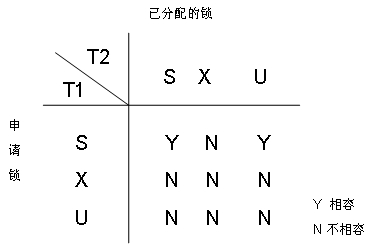 已分配的锁
T2
T1
S X U
申请锁
S Y N Y
X N N N
U N N N
Y 相容
N 不相容